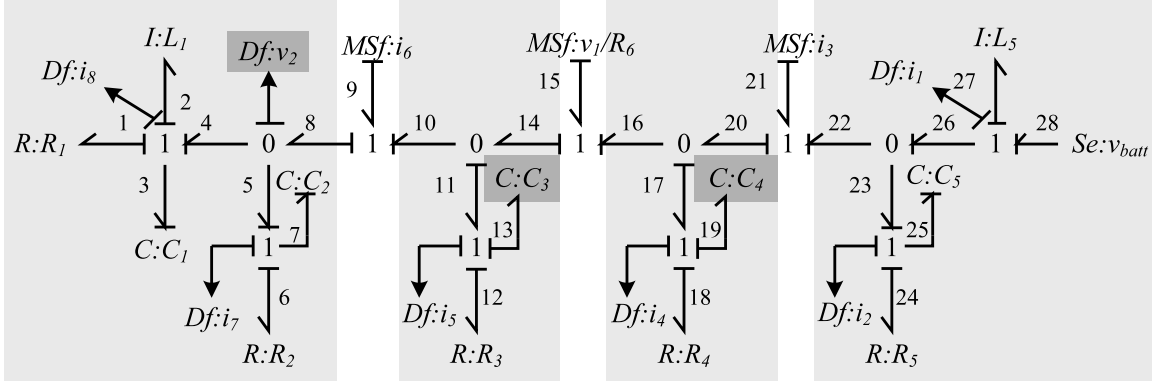 I:L₁
Df:v₂
MSf:i₆
MSf:v₁/R₆
MSf:i₃
I:L₅
Df:i₈
Df:i₁
2
9
15
21
27
R:R₁
1
1
4
0
8
1
10
0
14
1
16
0
20
1
22
0
26
1
28
Se:v_batt
3
5
C:C₂
11
C:C₃
17
C:C₄
23
C:C₅
C:C₁
1
7
1
13
1
19
1
25
Df:i₇
6
Df:i₅
12
Df:i₄
18
Df:i₂
24
R:R₂
R:R₃
R:R₄
R:R₅